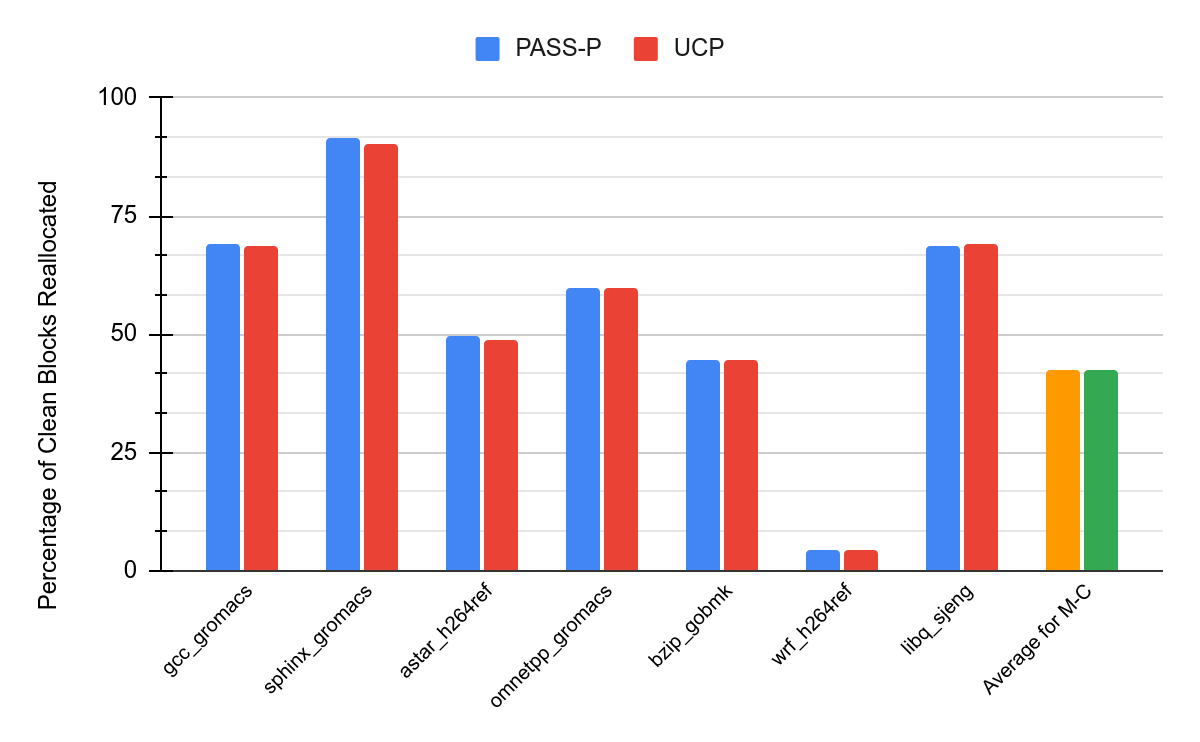 PASS-P UCP
Percentage of Clean Blocks Reallocated
100
75
50
25
0
gcc_gromacs
sphinx_gromacs
astar_h264ref
omnetpp_gromacs
bzip_gobmk
wrf_h264ref
libq_sjeng
Average for M-C